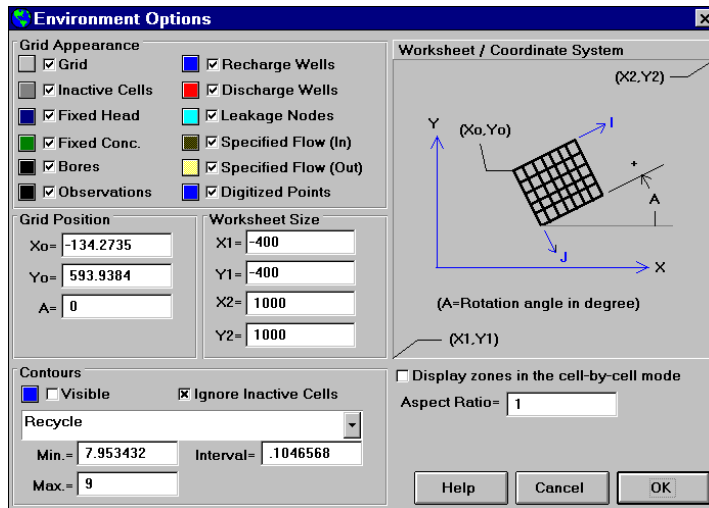 Environment Options
Grid Appearance
Grid
Inactive Cells
Fixed Head
Fixed Conc.
Bores
Observations
Recharge Wells
Discharge Wells
Leakage Nodes
Specified Flow (In)
Specified Flow (Out)
Digitized Points
Worksheet / Coordinate System
(X2,Y2)
Y
(Xo,Yo)
I
+
A
J
X
(A=Rotation angle in degree)
(X1,Y1)
Grid Position
Xo= -134.2735
Yo= 593.9384
A= 0
Worksheet Size
X1= -400
Y1= -400
X2= 1000
Y2= 1000
Contours
Visible
Ignore Inactive Cells
Recycle
Min.= 7.953432
Interval= .1046568
Max.= 9
Display zones in the cell-by-cell mode
Aspect Ratio= 1
Help
Cancel
OK